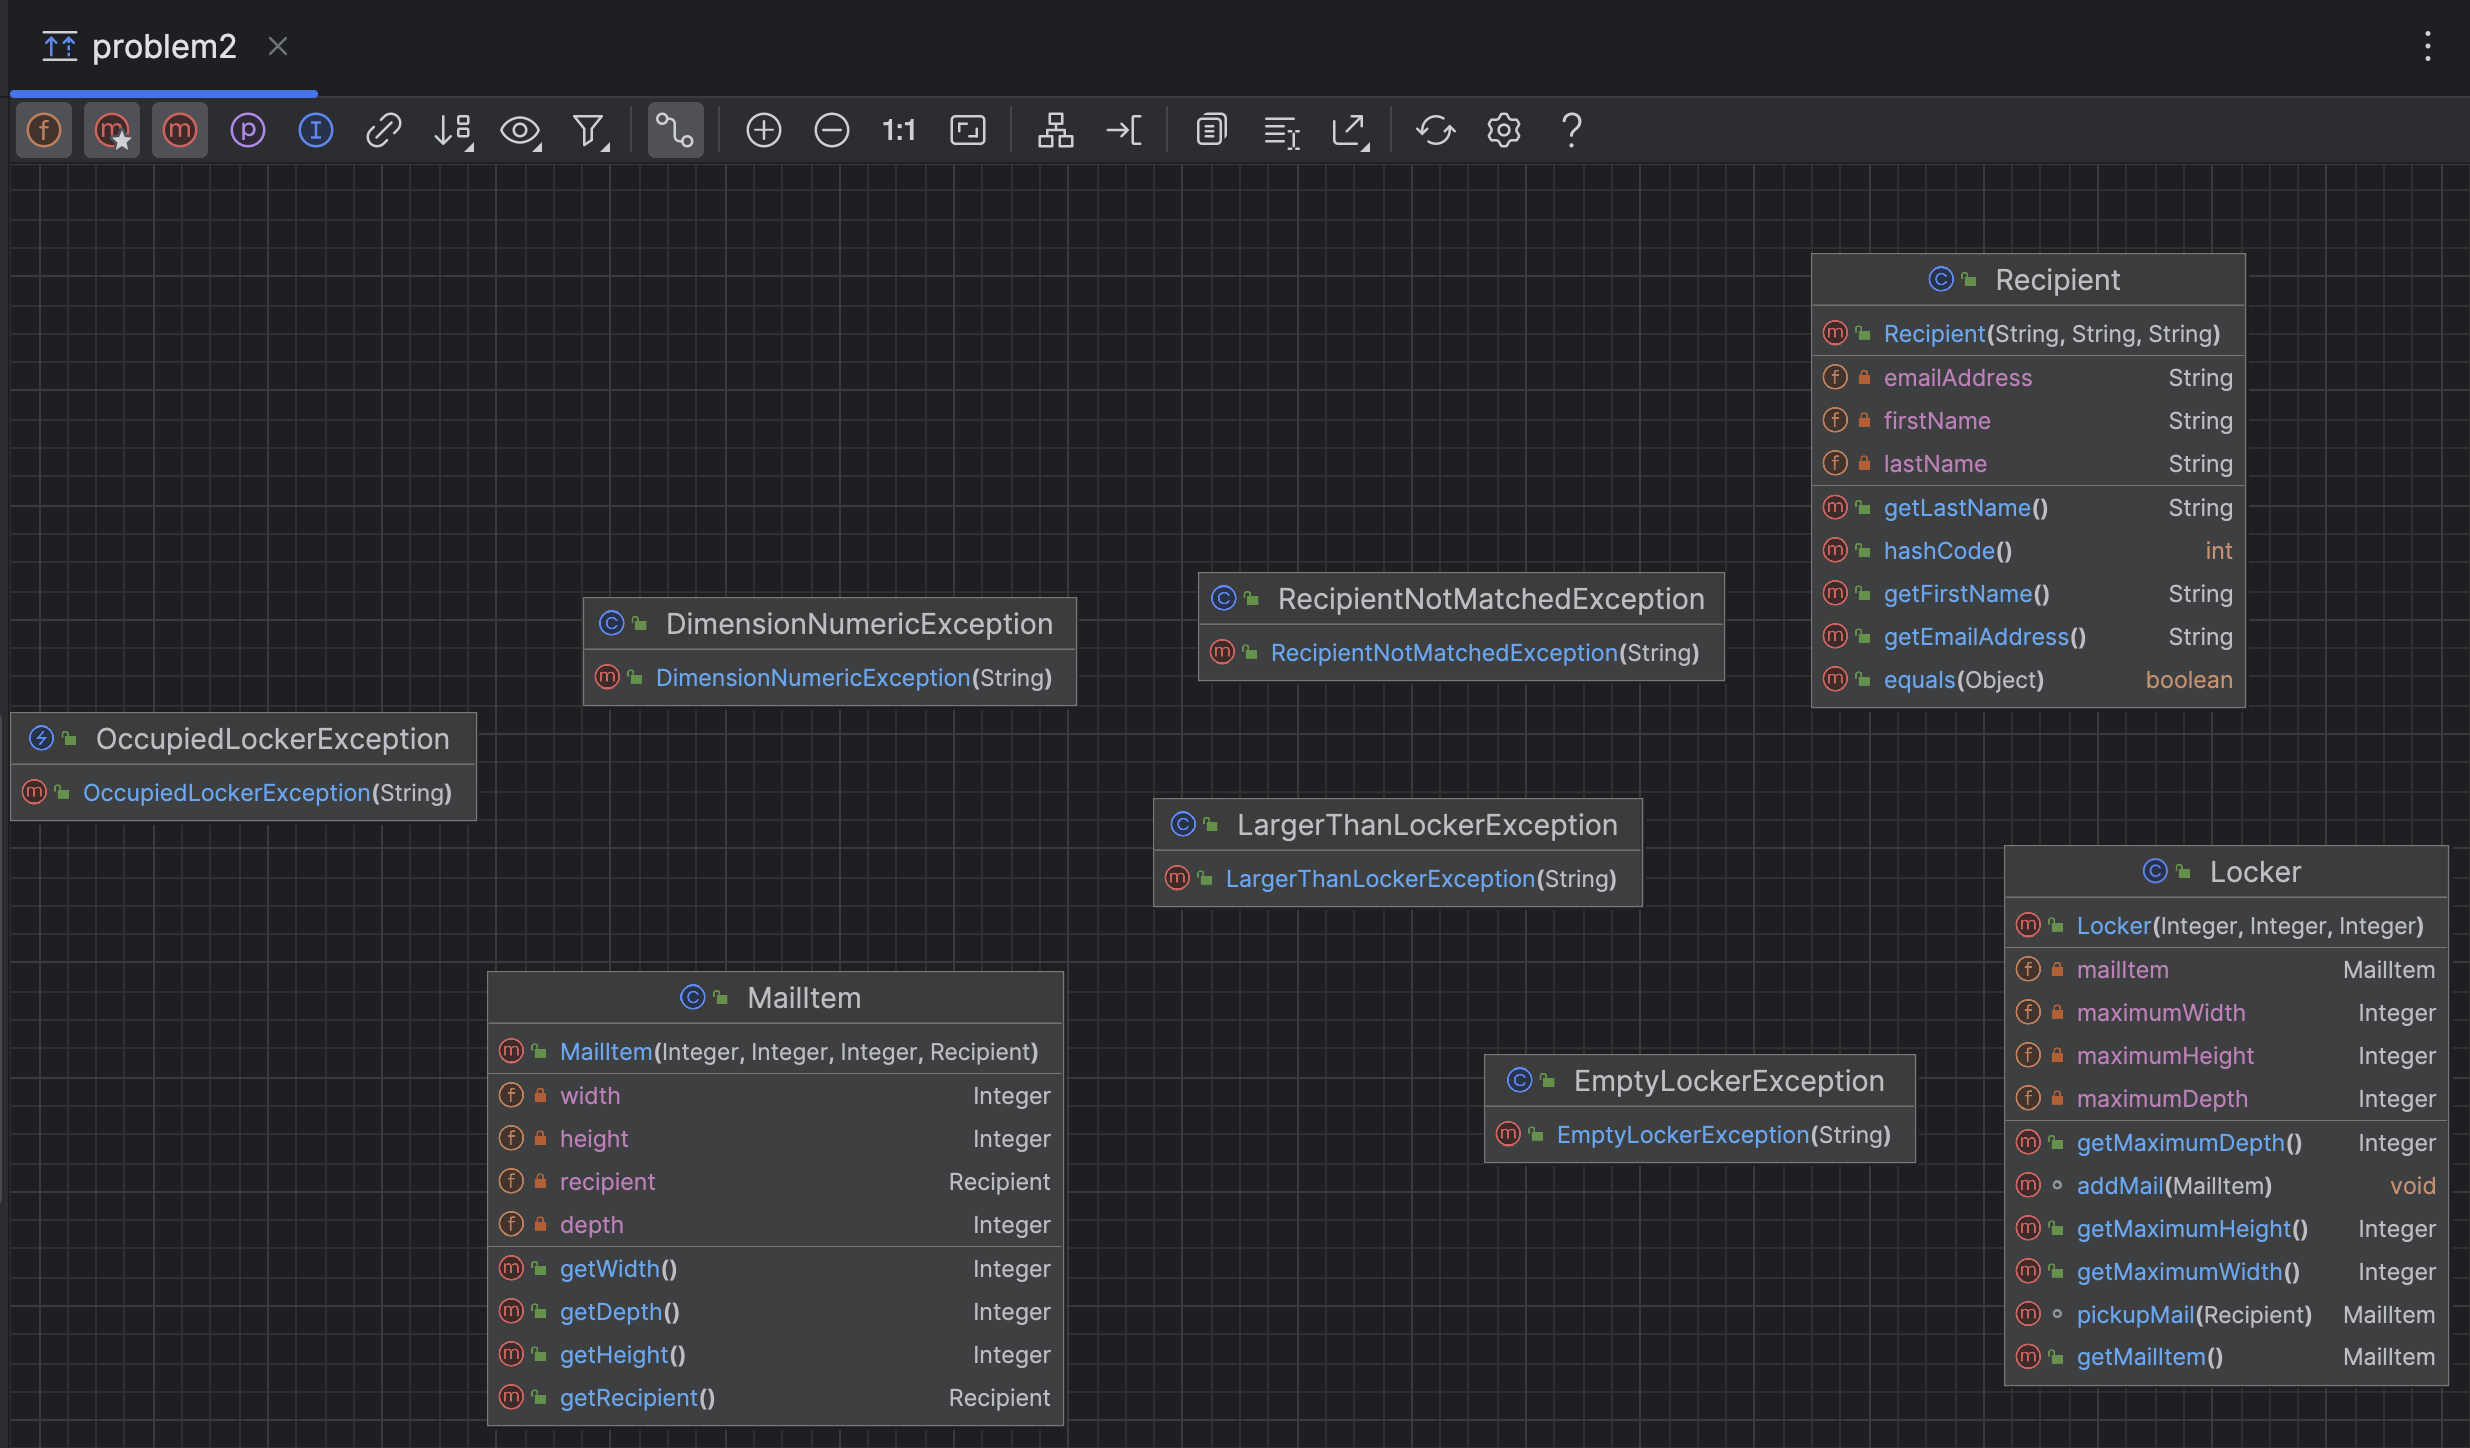 problem2
1:1
Recipient
Recipient(String, String, String)
emailAddress String
firstName String
lastName String
getLastName() String
hashCode() int
getFirstName() String
getEmailAddress() String
equals(Object) boolean
RecipientNotMatchedException
RecipientNotMatchedException(String)
DimensionNumericException
DimensionNumericException(String)
OccupiedLockerException
OccupiedLockerException(String)
LargerThanLockerException
LargerThanLockerException(String)
Locker
Locker(Integer, Integer, Integer)
mailItem MailItem
maximumWidth Integer
maximumHeight Integer
maximumDepth Integer
getMaximumDepth() Integer
addMail(MailItem) void
getMaximumHeight() Integer
getMaximumWidth() Integer
pickupMail(Recipient) MailItem
getMailItem() MailItem
MailItem
MailItem(Integer, Integer, Integer, Recipient)
width Integer
height Integer
recipient Recipient
depth Integer
getWidth() Integer
getDepth() Integer
getHeight() Integer
getRecipient() Recipient
EmptyLockerException
EmptyLockerException(String)